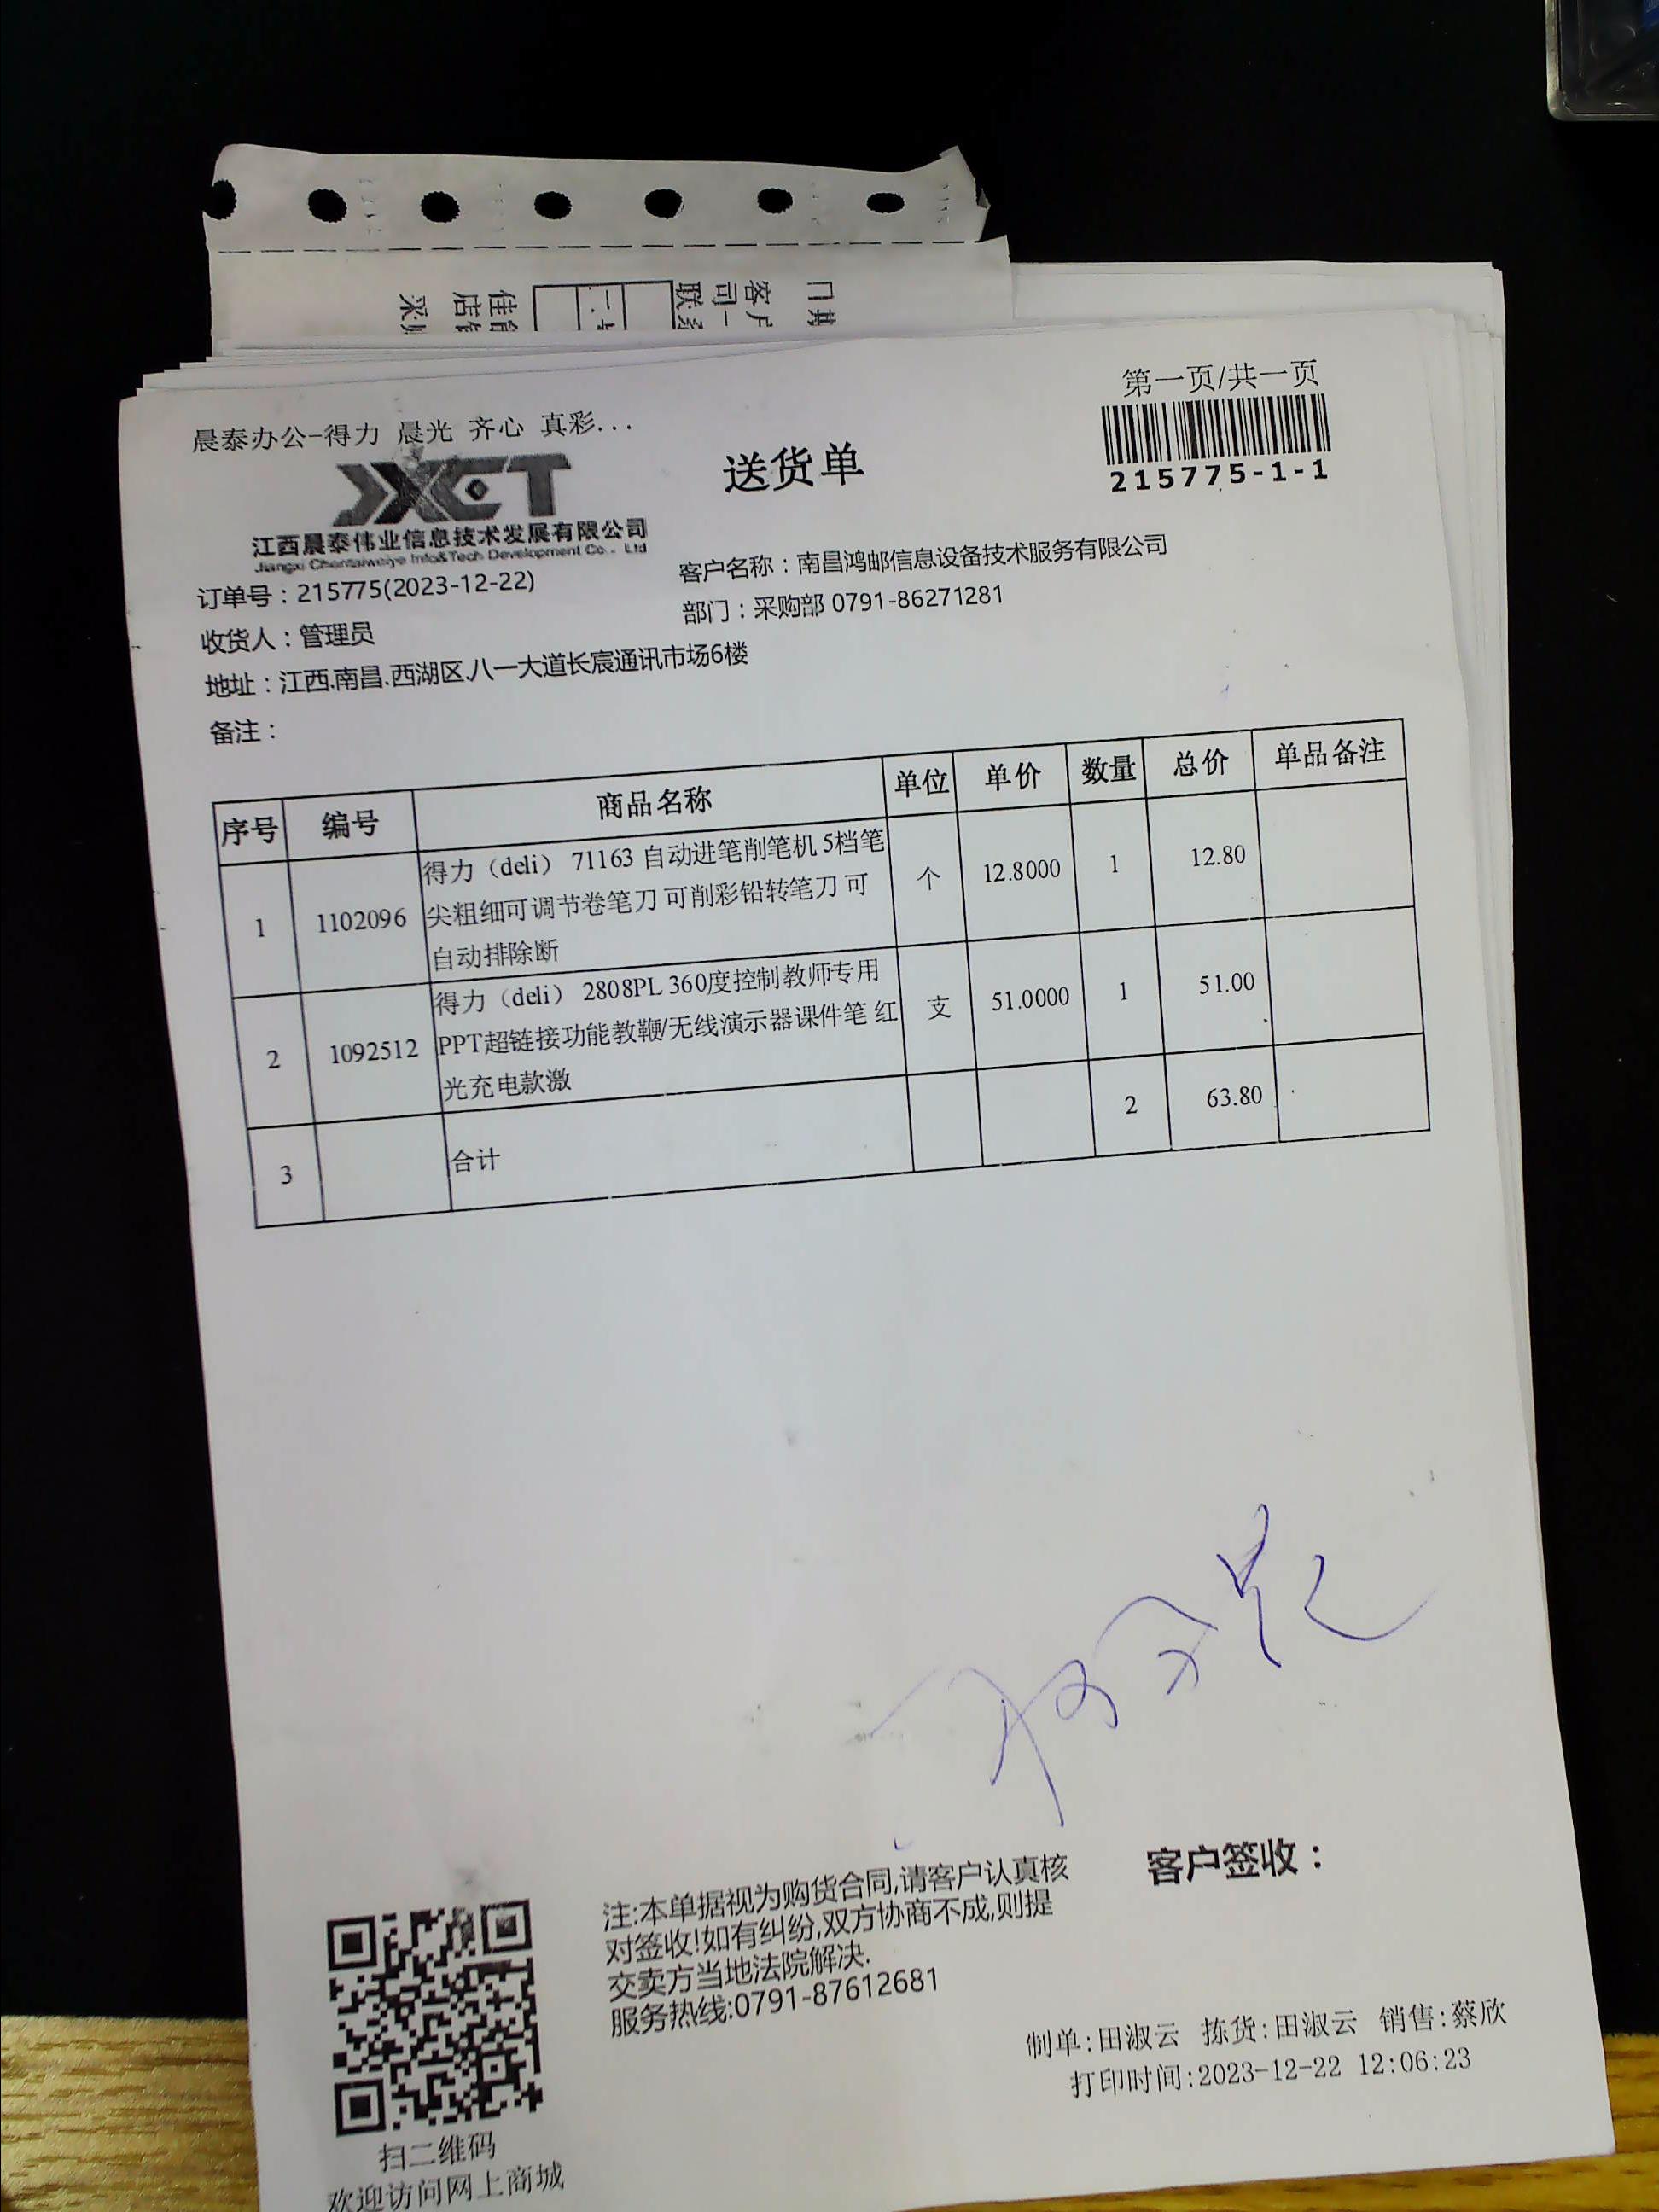 第一页/共一页
晨泰办公-得力 晨光 齐心 真彩...
JXCT
送货单
215775-1-1
江西晨泰伟业信息技术发展有限公司
Jiangxi Chentaiweiye Info&Tech Development Co., Ltd
订单号：215775(2023-12-22)
客户名称：南昌鸿邮信息设备技术服务有限公司
收货人：管理员
部门：采购部 0791-86271281
地址：江西.南昌.西湖区.八一大道长宸通讯市场6楼
备注：
序号 编号 商品名称 单位 单价 数量 总价 单品备注
1 1102096 得力（deli） 71163 自动进笔削笔机 5档笔
尖粗细可调节卷笔刀 可削彩铅转笔刀 可
自动排除断 个 12.8000 1 12.80
2 1092512 得力（deli） 2808PL 360度控制教师专用
PPT超链接功能教鞭/无线演示器课件笔 红
光充电款激 支 51.0000 1 51.00
3 合计 2 63.80
客户签收：
注:本单据视为购货合同,请客户认真核
对签收!如有纠纷,双方协商不成,则提
交卖方当地法院解决.
服务热线:0791-87612681
制单:田淑云 拣货:田淑云 销售:蔡欣
打印时间:2023-12-22 12:06:23
扫二维码
欢迎访问网上商城